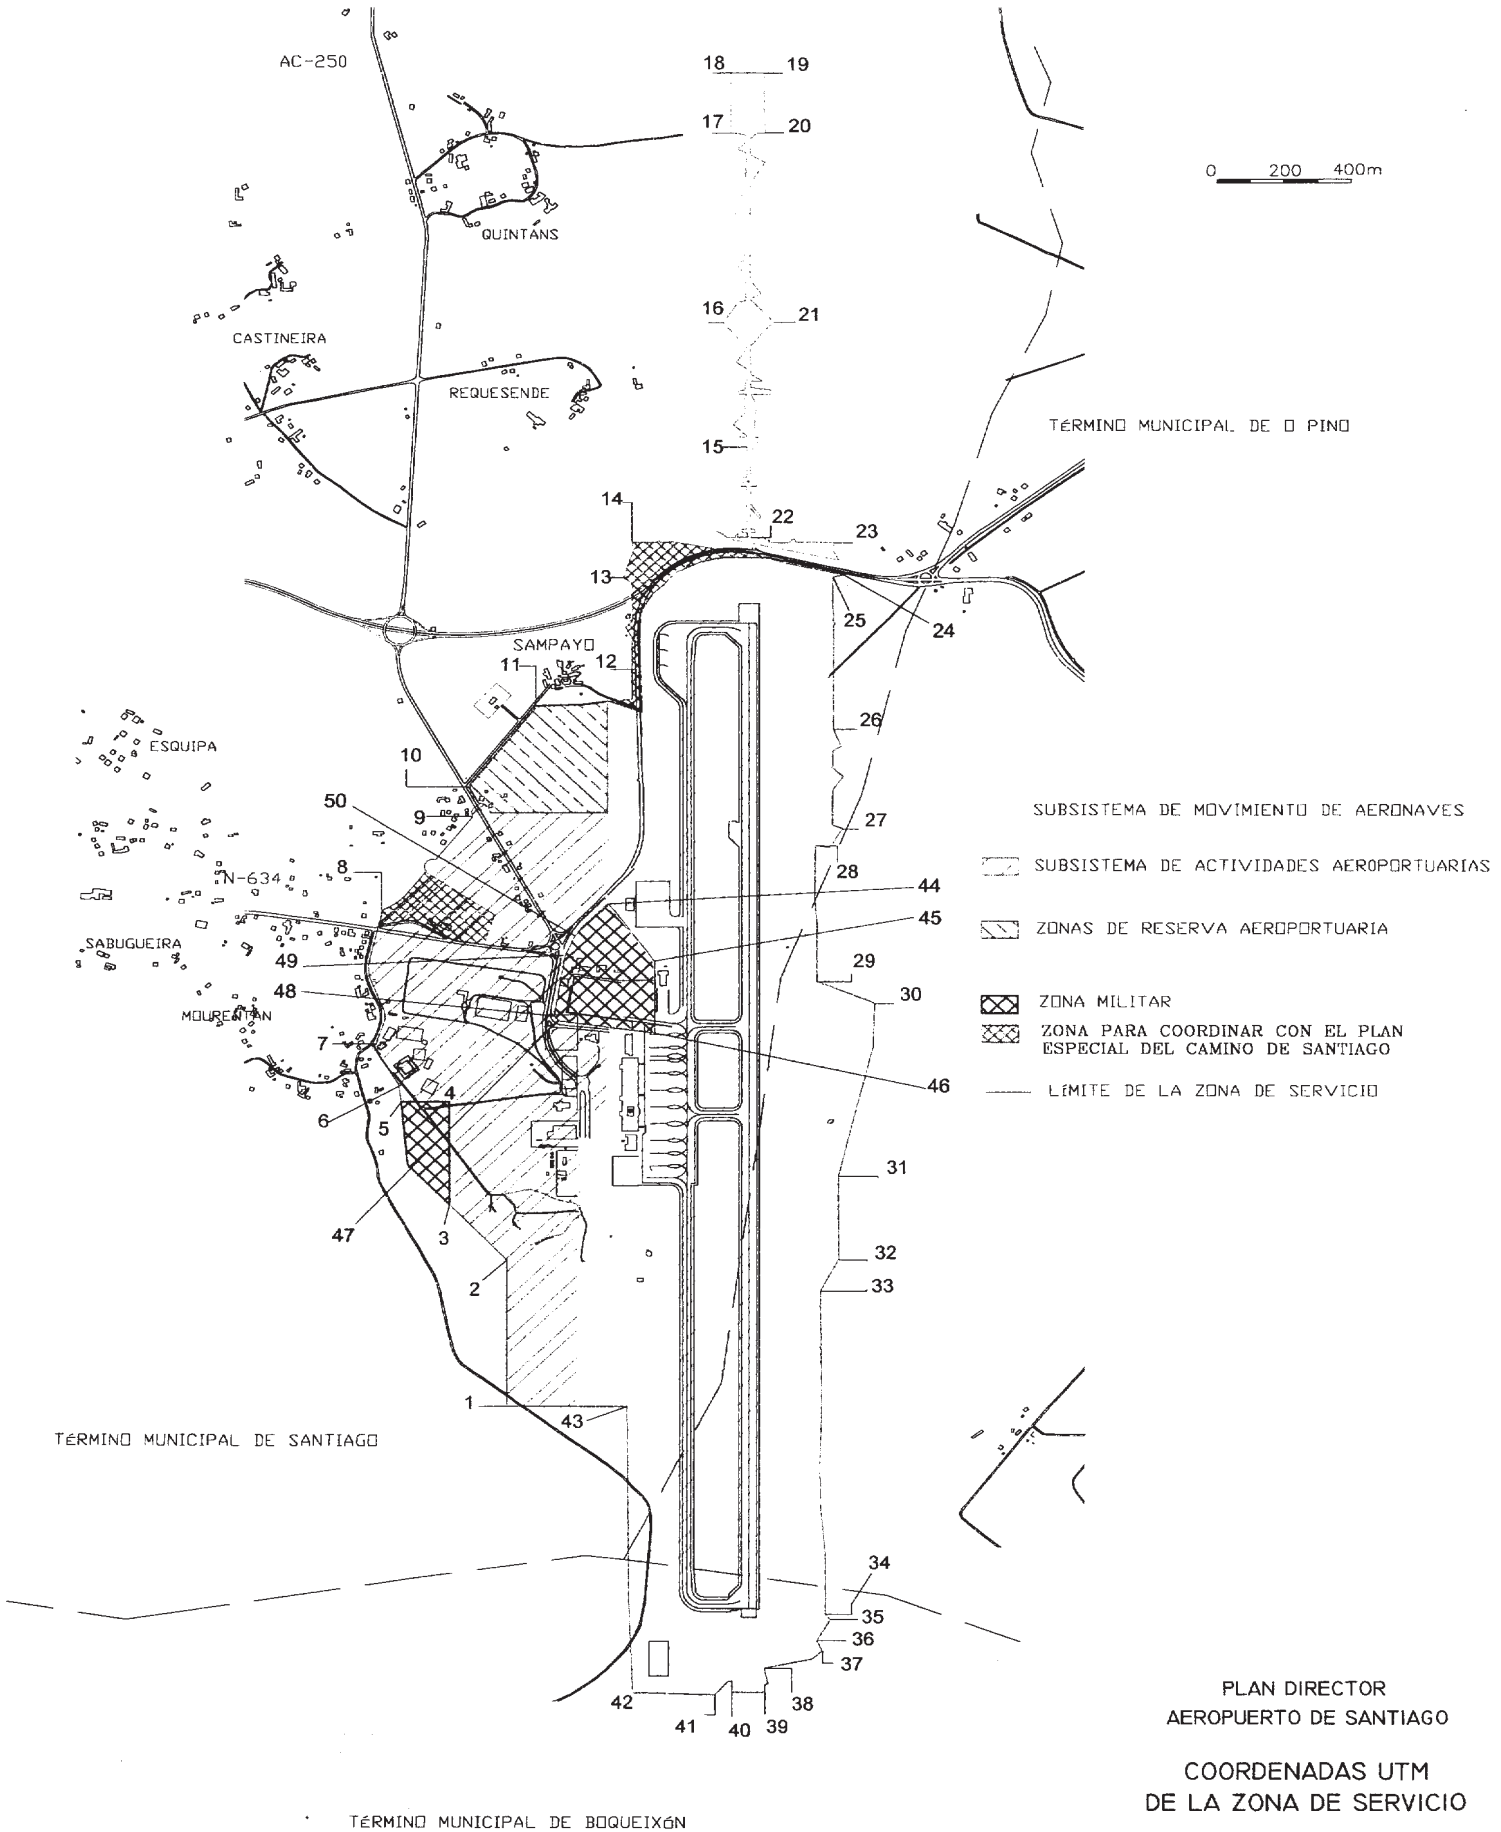 AC-250
18 19
17 20
0 200 400m
QUINTÁNS
16 21
CASTINEIRA
REQUESENDE
TÉRMINO MUNICIPAL DE O PINO
15
14
22
23
13
25
24
SAMPAYO
11
12
26
ESQUIPA
10
50
9
27
SUBSISTEMA DE MOVIMIENTO DE AERONAVES
8
28
SUBSISTEMA DE ACTIVIDADES AEROPORTUARIAS
N-634
44
45
ZONAS DE RESERVA AEROPORTUARIA
SABUGUEIRA
49
29
48
30
ZONA MILITAR
MOURENTAN
ZONA PARA COORDINAR CON EL PLAN
ESPECIAL DEL CAMINO DE SANTIAGO
7
46
LÍMITE DE LA ZONA DE SERVICIO
4
6
5
31
47
3
32
2
33
1
43
TÉRMINO MUNICIPAL DE SANTIAGO
34
35
36
37
42
38
41
40
39
PLAN DIRECTOR
AEROPUERTO DE SANTIAGO
COORDENADAS UTM
DE LA ZONA DE SERVICIO
TÉRMINO MUNICIPAL DE BOQUEIXÓN